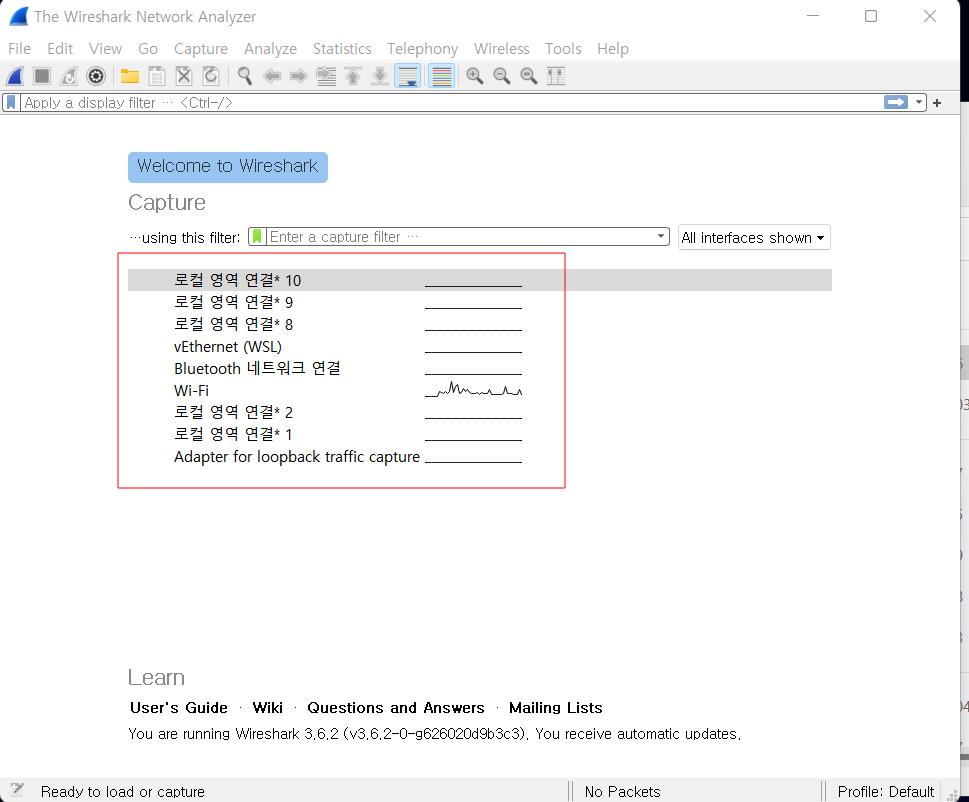 The Wireshark Network Analyzer
File Edit View Go Capture Analyze Statistics Telephony Wireless Tools Help
Apply a display filter ··· <Ctrl-/>
Welcome to Wireshark
Capture
···using this filter: Enter a capture filter ··· All interfaces shown
로컬 영역 연결* 10
로컬 영역 연결* 9
로컬 영역 연결* 8
vEthernet (WSL)
Bluetooth 네트워크 연결
Wi-Fi
로컬 영역 연결* 2
로컬 영역 연결* 1
Adapter for loopback traffic capture
Learn
User's Guide · Wiki · Questions and Answers · Mailing Lists
You are running Wireshark 3.6.2 (v3.6.2-0-g626020d9b3c3). You receive automatic updates.
Ready to load or capture No Packets Profile: Default